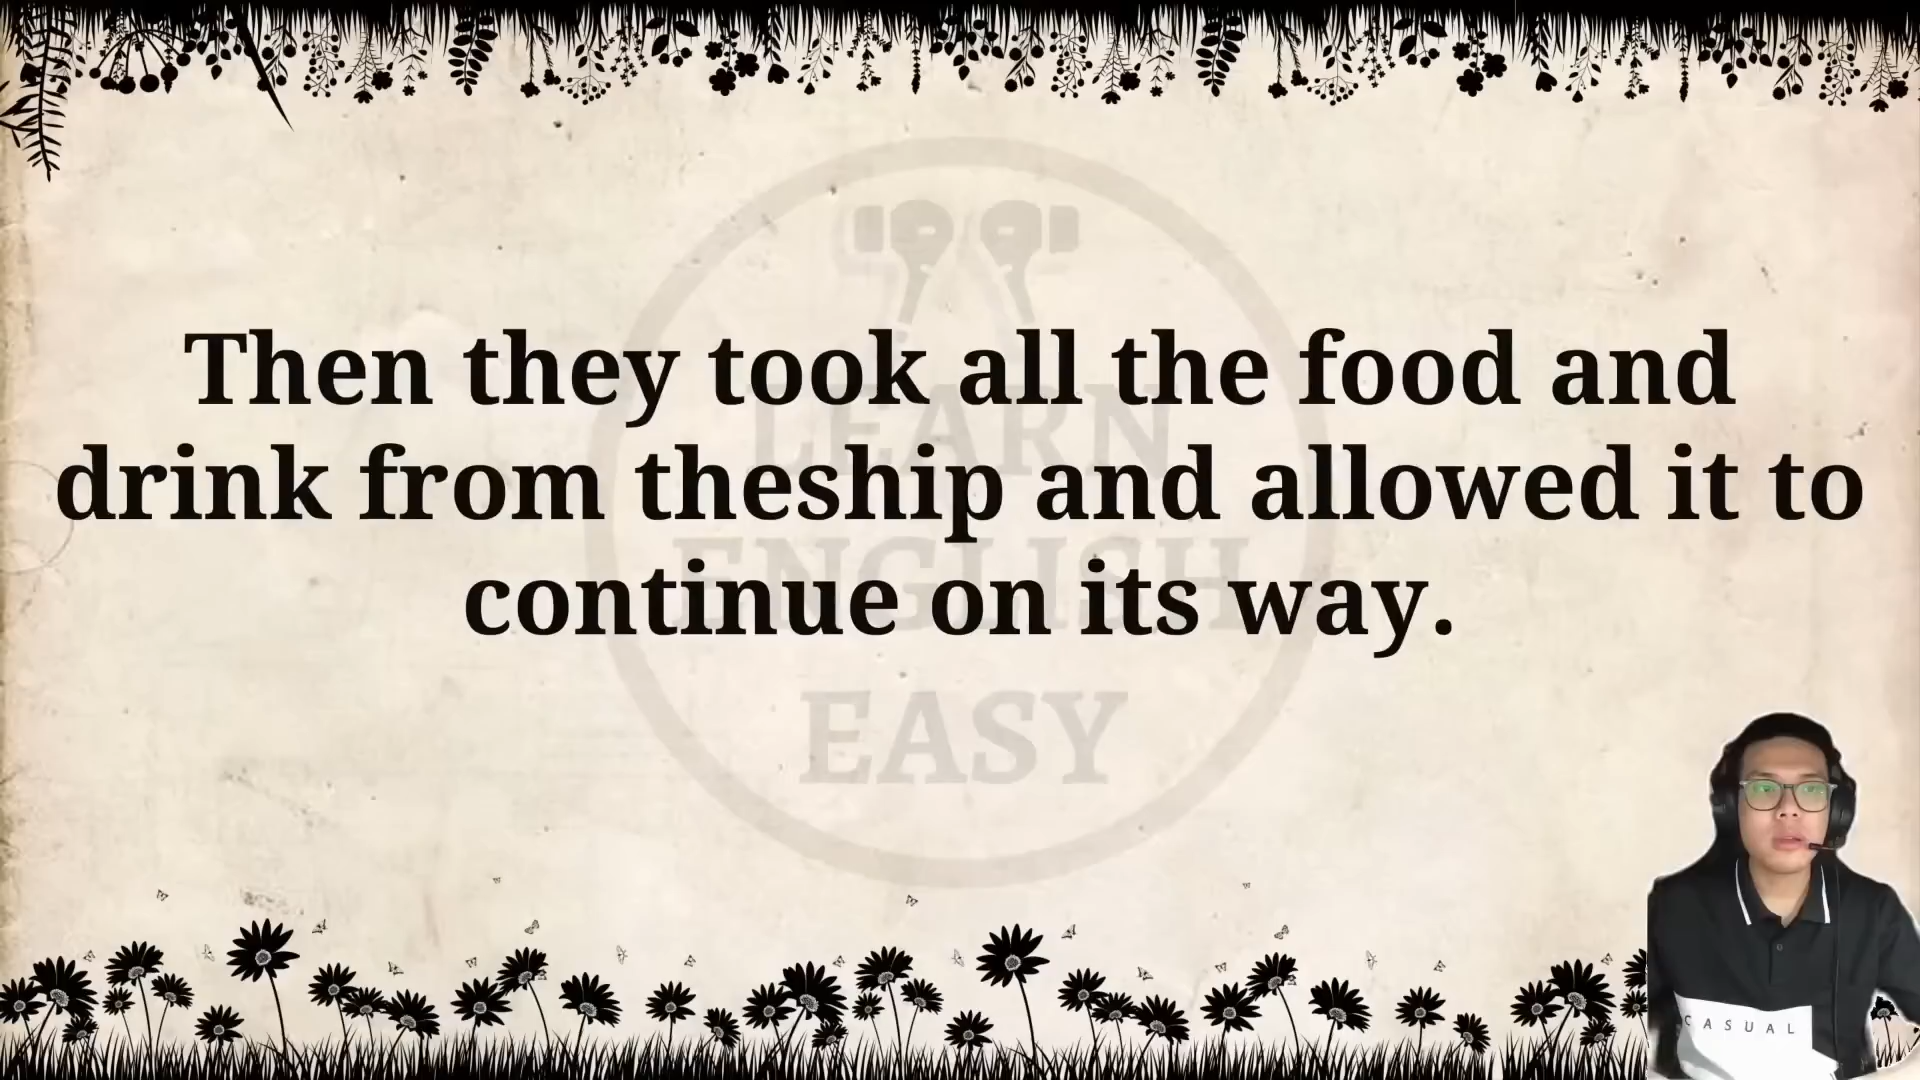 Then they took all the food and
drink from theship and allowed it to
continue on its way.
LEARN
ENGLISH
EASY
CASUAL